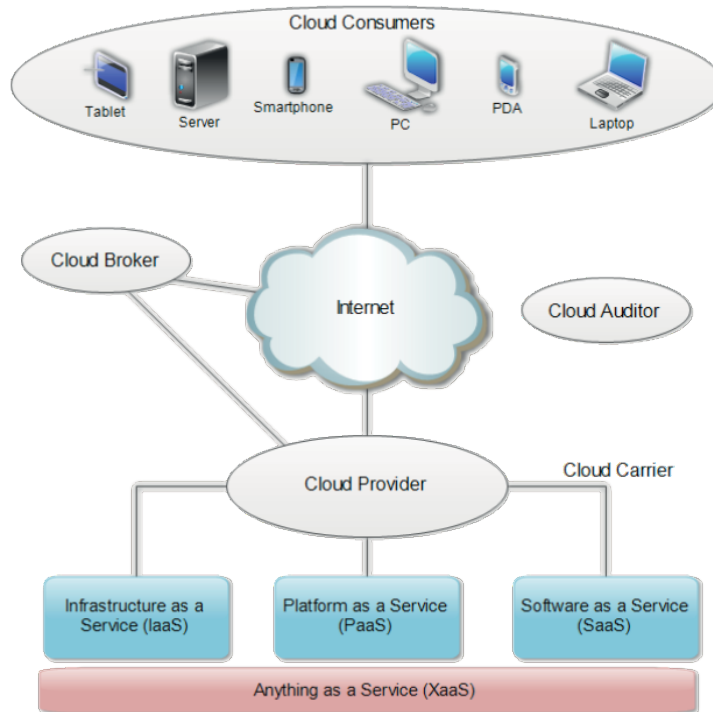 Cloud Consumers
Tablet
Server
Smartphone
PC
PDA
Laptop
Cloud Broker
Internet
Cloud Auditor
Cloud Provider
Cloud Carrier
Infrastructure as a
Service (IaaS)
Platform as a Service
(PaaS)
Software as a Service
(SaaS)
Anything as a Service (XaaS)